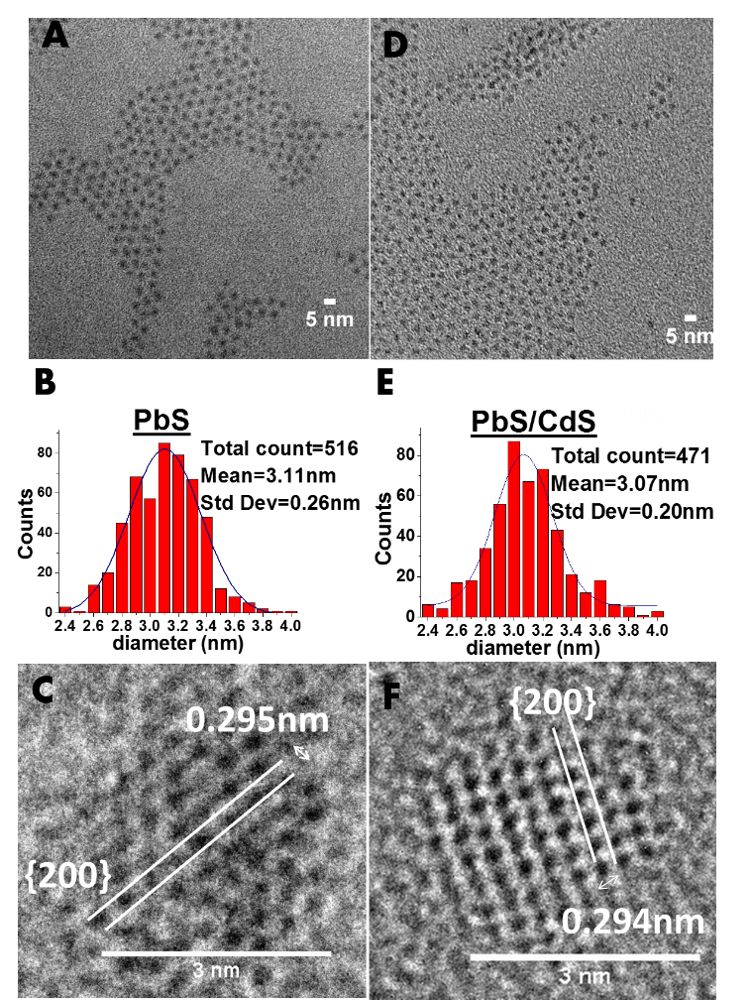 A
5 nm
D
5 nm
B
PbS
Total count=516
Mean=3.11nm
Std Dev=0.26nm
Counts
80
60
40
20
0
2.4 2.6 2.8 3.0 3.2 3.4 3.6 3.8 4.0
diameter (nm)
E
PbS/CdS
Total count=471
Mean=3.07nm
Std Dev=0.20nm
Counts
80
60
40
20
0
2.4 2.6 2.8 3.0 3.2 3.4 3.6 3.8 4.0
diameter (nm)
C
0.295nm
{200}
3 nm
F
{200}
0.294nm
3 nm